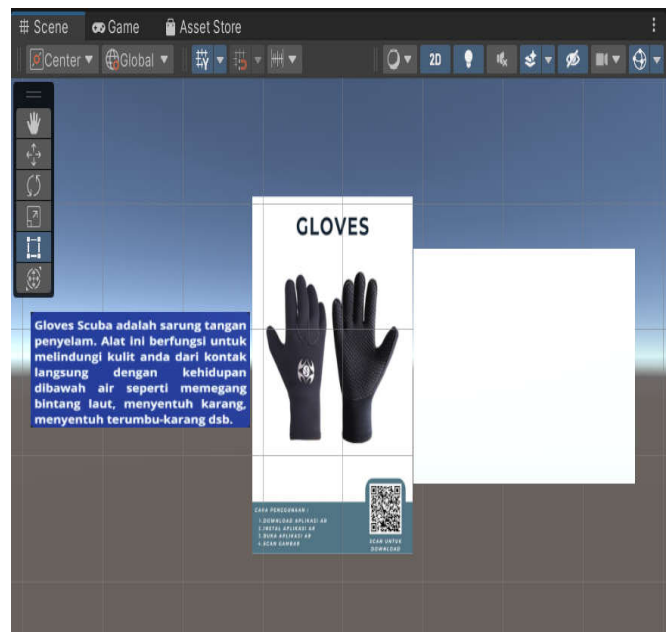 Scene Game Asset Store
Center Global 2D
GLOVES
Gloves Scuba adalah sarung tangan
penyelam. Alat ini berfungsi untuk
melindungi kulit anda dari kontak
langsung dengan kehidupan
dibawah air seperti memegang
bintang laut, menyentuh karang,
menyentuh terumbu-karang dsb.
CARA PENGGUNAAN :
1.DOWNLOAD APLIKASI AR
2.INSTAL APLIKASI AR
3.BUKA APLIKASI AR
4.SCAN GAMBAR
SCAN UNTUK
DOWNLOAD